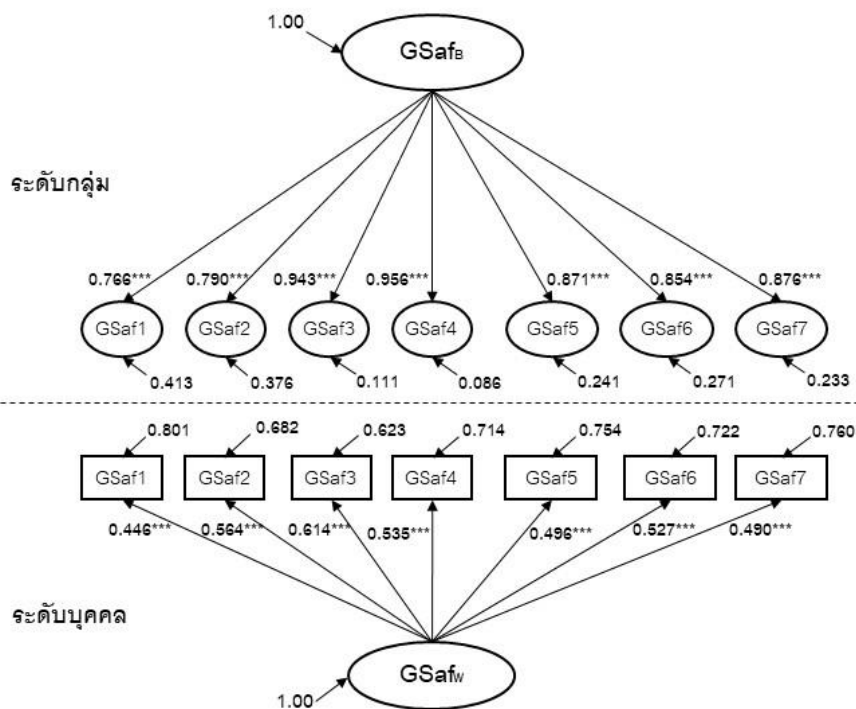 1.00
GSafB
ระดับกลุ่ม
0.766*** 0.790*** 0.943*** 0.956*** 0.871*** 0.854*** 0.876***
GSaf1 GSaf2 GSaf3 GSaf4 GSaf5 GSaf6 GSaf7
0.413 0.376 0.111 0.086 0.241 0.271 0.233
0.801 0.682 0.623 0.714 0.754 0.722 0.760
GSaf1 GSaf2 GSaf3 GSaf4 GSaf5 GSaf6 GSaf7
0.446*** 0.564*** 0.614*** 0.535*** 0.496*** 0.527*** 0.490***
ระดับบุคคล
GSafW
1.00